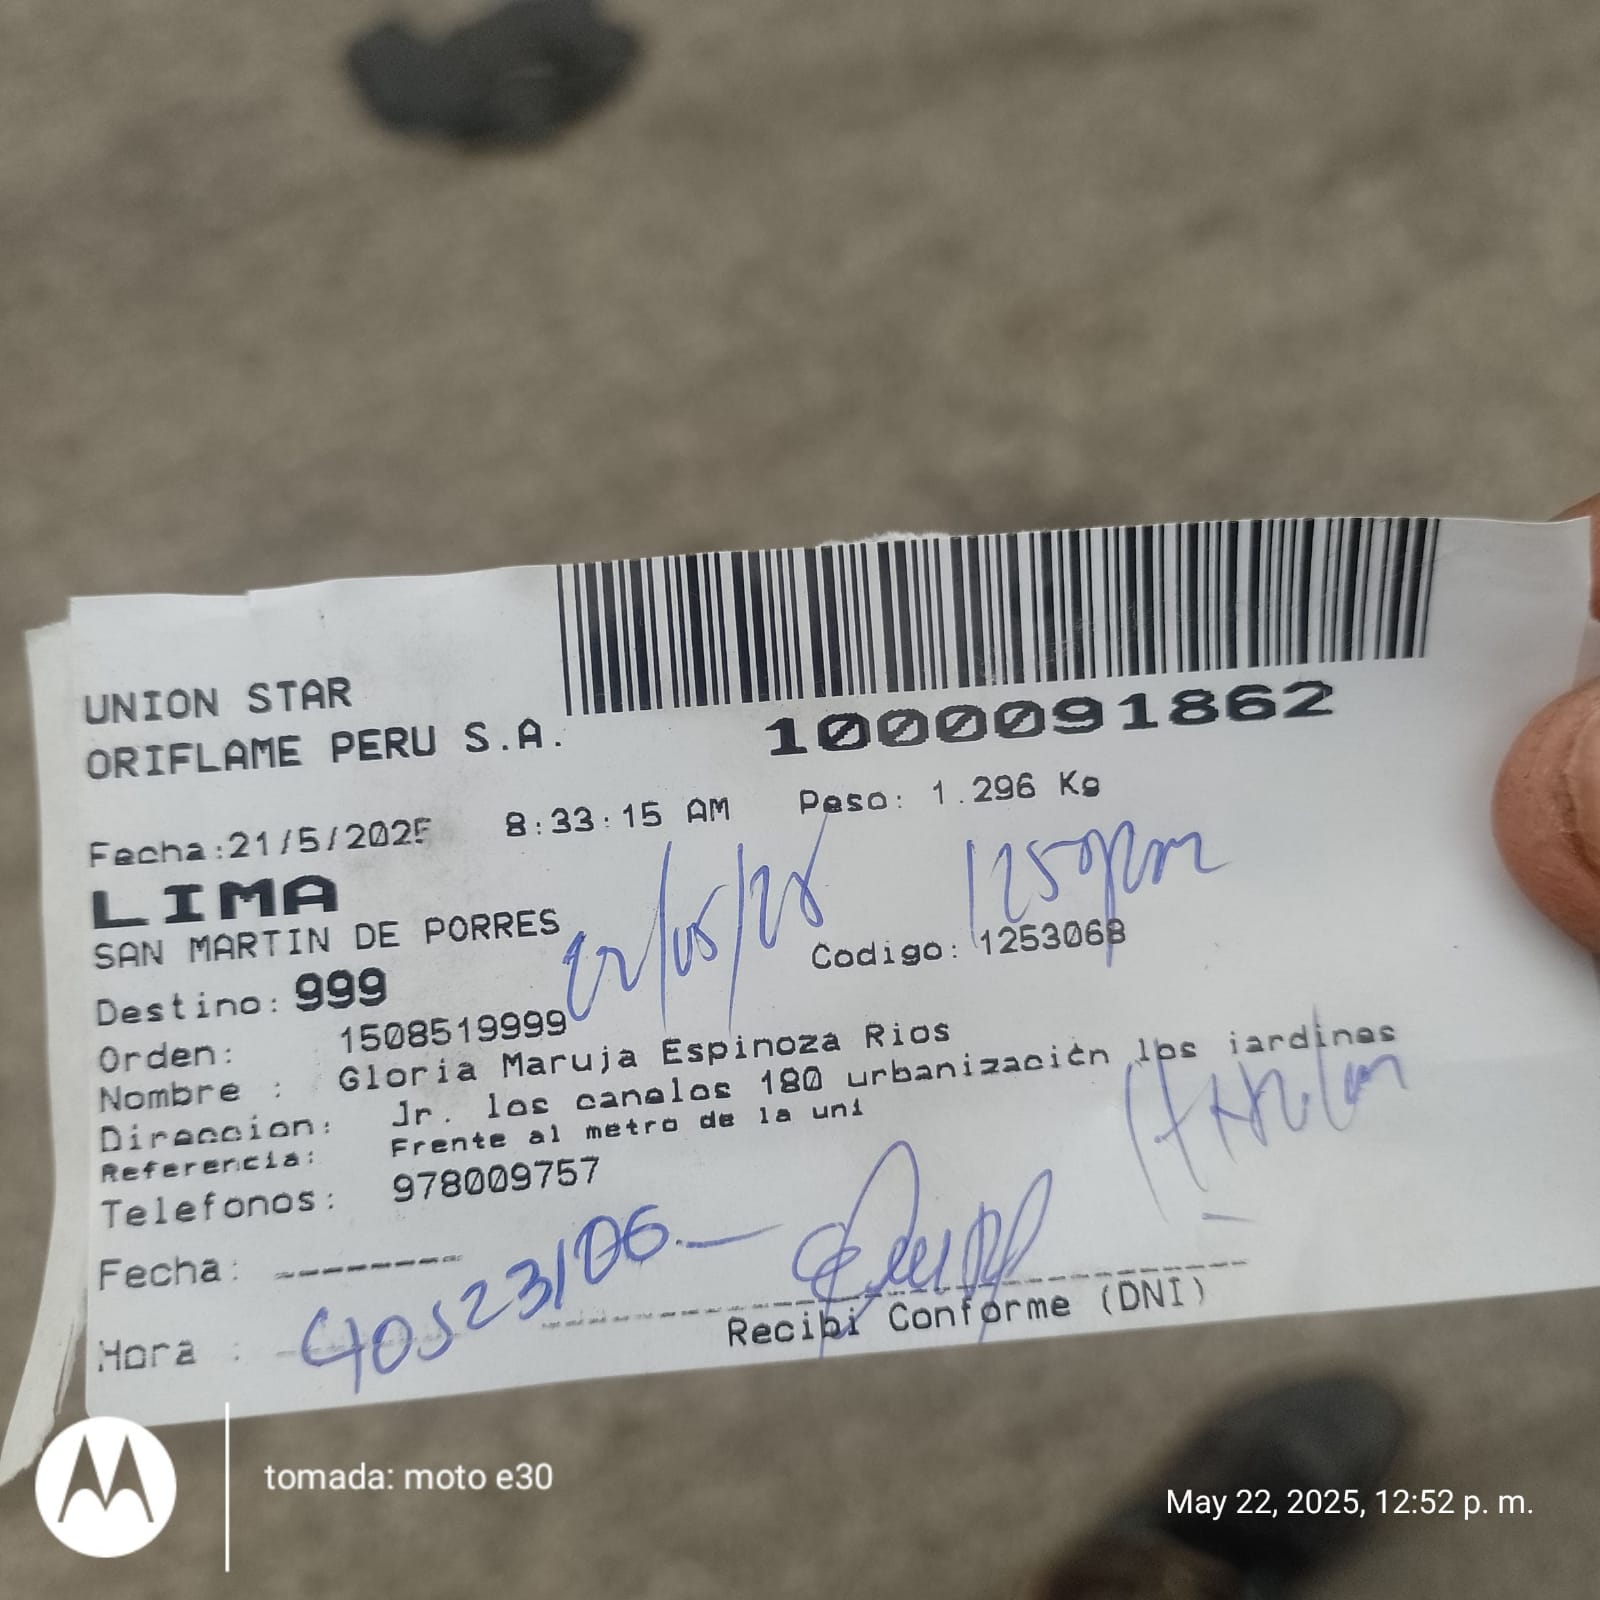 UNION STAR
ORIFLAME PERU S.A.
1000091862
Fecha:21/5/2025 8:33:15 AM Peso: 1.296 Kg
LIMA
22/05/25 1250pm
SAN MARTIN DE PORRES
Codigo: 1253068
Destino: 999
Orden: 1508519999
Nombre : Gloria Maruja Espinoza Rios
Direccion: Jr. los canelos 180 urbanización los jardines
Referencia: Frente al metro de la uni
Telefonos: 978009757
Fecha: --------
Hora :
40523106.-
Recibi Conforme (DNI)
tomada: moto e30
May 22, 2025, 12:52 p. m.